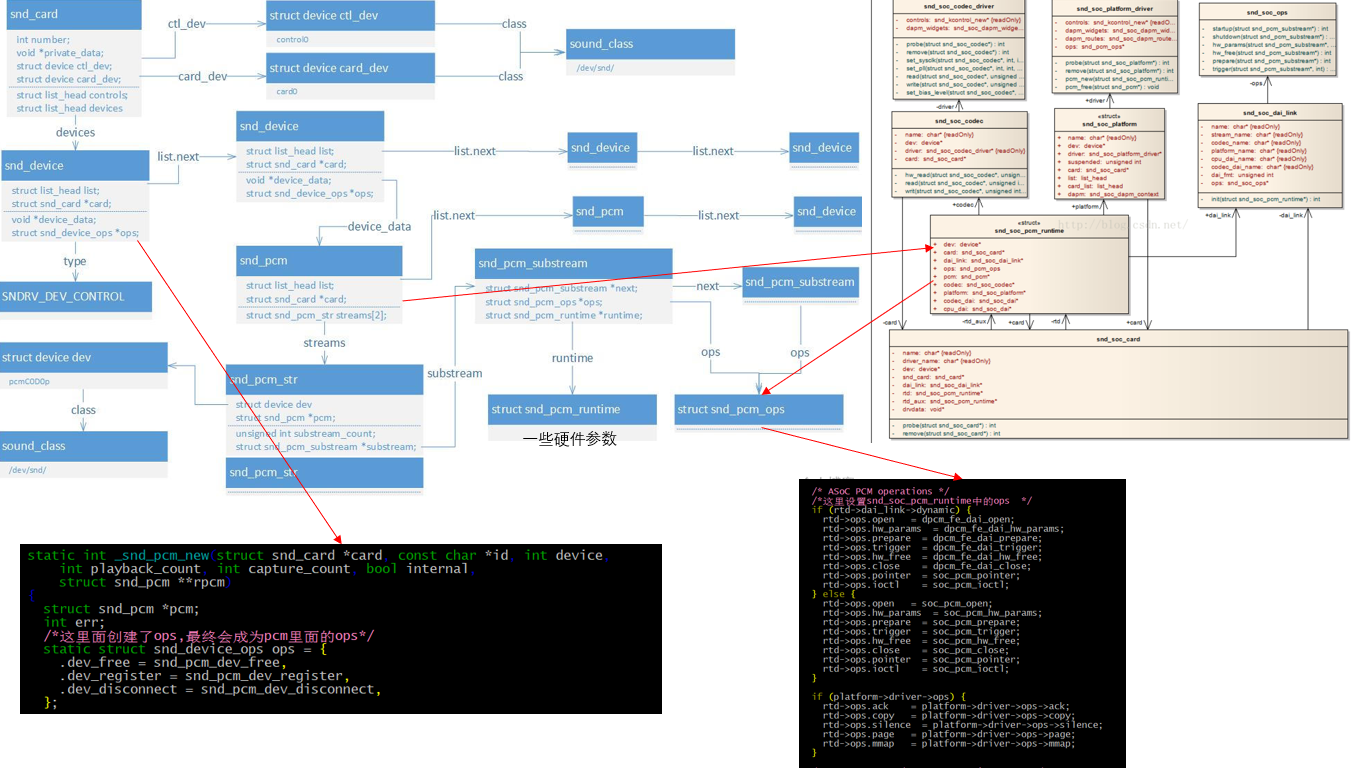 snd_card
int number;
void *private_data;
struct device ctl_dev;
struct device card_dev;
struct list_head controls;
struct list_head devices
ctl_dev
card_dev
struct device ctl_dev
control0
struct device card_dev
card0
class
class
sound_class
/dev/snd/
devices
snd_device
struct list_head list;
struct snd_card *card;
void *device_data;
struct snd_device_ops *ops;
list.next
snd_device
struct list_head list;
struct snd_card *card;
void *device_data;
struct snd_device_ops *ops;
list.next
snd_device
list.next
snd_device
type
SNDRV_DEV_CONTROL
device_data
snd_pcm
struct list_head list;
struct snd_card *card;
struct snd_pcm_str streams[2];
list.next
snd_pcm
list.next
snd_device
streams
snd_pcm_str
struct device dev
struct snd_pcm *pcm;
unsigned int substream_count;
struct snd_pcm_substream *substream;
snd_pcm_str
struct device dev
pcmC0D0p
class
sound_class
/dev/snd/
substream
snd_pcm_substream
struct snd_pcm_substream *next;
struct snd_pcm_ops *ops;
struct snd_pcm_runtime *runtime;
next
snd_pcm_substream
runtime
ops
ops
struct snd_pcm_runtime
一些硬件参数
struct snd_pcm_ops
snd_soc_codec_driver
- controls: snd_kcontrol_new* {readOnly}
- dapm_widgets: snd_soc_dapm_widge...
- probe(struct snd_soc_codec*) : int
- remove(struct snd_soc_codec*) : int
- set_sysclk(struct snd_soc_codec*, int, i...
- set_pll(struct snd_soc_codec*, int, int, ...
- read(struct snd_soc_codec*, unsigned ...
- write(struct snd_soc_codec*, unsigned ...
- set_bias_level(struct snd_soc_codec*, ...
-driver
snd_soc_codec
- name: char* {readOnly}
- dev: device*
- driver: snd_soc_codec_driver* {readOnly}
- card: snd_soc_card*
- hw_read(struct snd_soc_codec*, unsign...
- read(struct snd_soc_codec*, unsigned i...
- writ(struct snd_soc_codec*, unsigned int...
+codec
snd_soc_platform_driver
+ controls: snd_kcontrol_new* {readO...
+ dapm_widgets: snd_soc_dapm_wid...
+ dapm_routes: snd_soc_dapm_route...
+ ops: snd_pcm_ops*
+ probe(struct snd_soc_platform*) : int
+ remove(struct snd_soc_platform*) : int
+ pcm_new(struct snd_soc_pcm_runti...
+ pcm_free(struct snd_pcm*) : void
+driver
«struct»
snd_soc_platform
+ name: char* {readOnly}
+ dev: device*
+ driver: snd_soc_platform_driver*
+ suspended: unsigned int
+ card: snd_soc_card*
+ list: list_head
+ card_list: list_head
+ dapm: snd_soc_dapm_context
+platform
snd_soc_ops
- startup(struct snd_pcm_substream*) : int
- shutdown(struct snd_pcm_substream*) : ...
- hw_params(struct snd_pcm_substream*, ...
- hw_free(struct snd_pcm_substream*) : int
- prepare(struct snd_pcm_substream*) : int
- trigger(struct snd_pcm_substream*, int) : int
-ops
snd_soc_dai_link
- name: char* {readOnly}
- stream_name: char* {readOnly}
- codec_name: char* {readOnly}
- platform_name: char* {readOnly}
- cpu_dai_name: char* {readOnly}
- codec_dai_name: char* {readOnly}
- dai_fmt: unsigned int
- ops: snd_soc_ops*
- init(struct snd_soc_pcm_runtime*) : int
+dai_link
-dai_link
http://blog.csdn.net/
«struct»
snd_soc_pcm_runtime
+ dev: device*
+ card: snd_soc_card*
+ dai_link: snd_soc_dai_link*
+ ops: snd_pcm_ops
+ pcm: snd_pcm*
+ codec: snd_soc_codec*
+ platform: snd_soc_platform*
+ codec_dai: snd_soc_dai*
+ cpu_dai: snd_soc_dai*
-card
-rtd_aux
+card
-rtd
+card
snd_soc_card
- name: char* {readOnly}
- driver_name: char* {readOnly}
- dev: device*
- snd_card: snd_card*
- dai_link: snd_soc_dai_link*
- rtd: snd_soc_pcm_runtime*
- rtd_aux: snd_soc_pcm_runtime*
- drvdata: void*
- probe(struct snd_soc_card*) : int
- remove(struct snd_soc_card*) : int
static int _snd_pcm_new(struct snd_card *card, const char *id, int device,
int playback_count, int capture_count, bool internal,
struct snd_pcm **rpcm)
{
struct snd_pcm *pcm;
int err;
/*这里面创建了ops,最终会成为pcm里面的ops*/
static struct snd_device_ops ops = {
.dev_free = snd_pcm_dev_free,
.dev_register = snd_pcm_dev_register,
.dev_disconnect = snd_pcm_dev_disconnect,
};
/* ASoC PCM operations */
/*这里设置snd_soc_pcm_runtime中的ops */
if (rtd->dai_link->dynamic) {
rtd->ops.open = dpcm_fe_dai_open;
rtd->ops.hw_params = dpcm_fe_dai_hw_params;
rtd->ops.prepare = dpcm_fe_dai_prepare;
rtd->ops.trigger = dpcm_fe_dai_trigger;
rtd->ops.hw_free = dpcm_fe_dai_hw_free;
rtd->ops.close = dpcm_fe_dai_close;
rtd->ops.pointer = soc_pcm_pointer;
rtd->ops.ioctl = soc_pcm_ioctl;
} else {
rtd->ops.open = soc_pcm_open;
rtd->ops.hw_params = soc_pcm_hw_params;
rtd->ops.prepare = soc_pcm_prepare;
rtd->ops.trigger = soc_pcm_trigger;
rtd->ops.hw_free = soc_pcm_hw_free;
rtd->ops.close = soc_pcm_close;
rtd->ops.pointer = soc_pcm_pointer;
rtd->ops.ioctl = soc_pcm_ioctl;
}
if (platform->driver->ops) {
rtd->ops.ack = platform->driver->ops->ack;
rtd->ops.copy = platform->driver->ops->copy;
rtd->ops.silence = platform->driver->ops->silence;
rtd->ops.page = platform->driver->ops->page;
rtd->ops.mmap = platform->driver->ops->mmap;
}